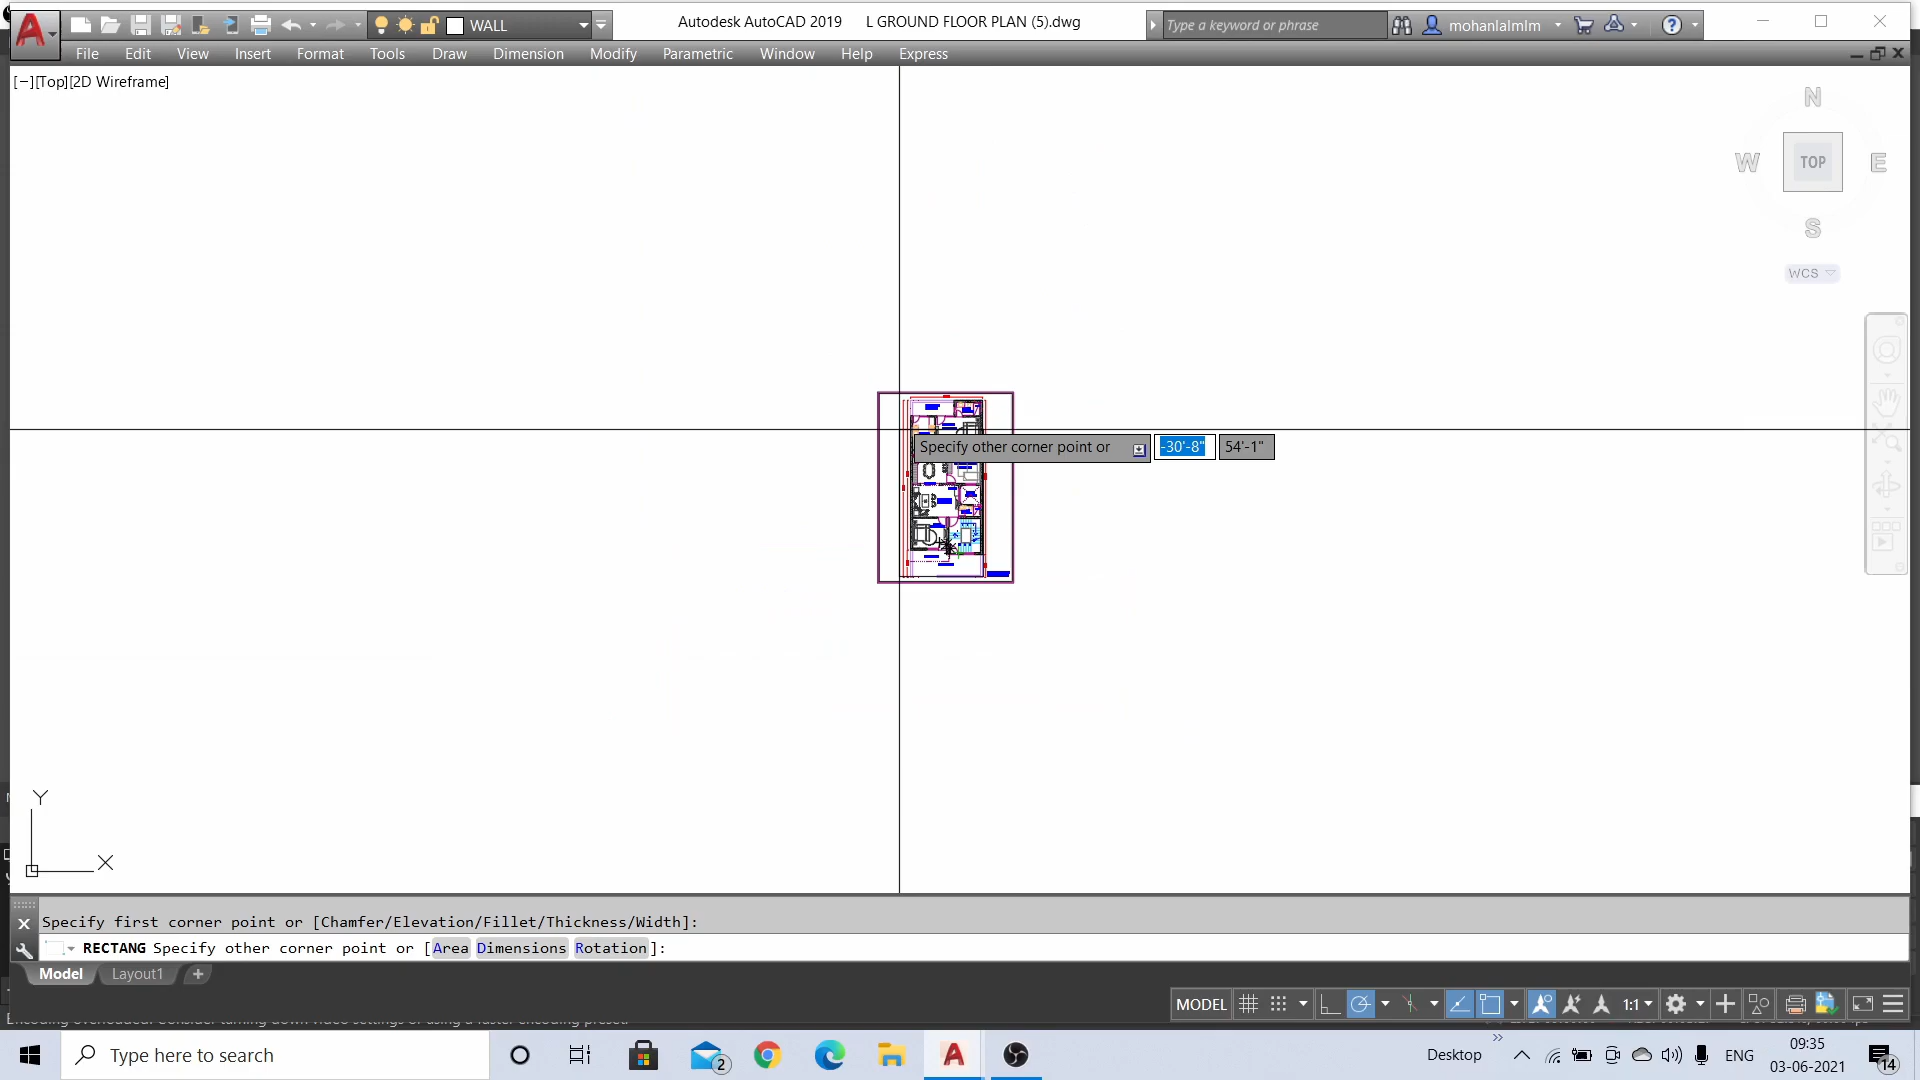 WALL
Autodesk AutoCAD 2019 L GROUND FLOOR PLAN (5).dwg
Type a keyword or phrase
mohanlalmlm
File Edit View Insert Format Tools Draw Dimension Modify Parametric Window Help Express
[−][Top][2D Wireframe]
N
W TOP E
S
WCS
Specify other corner point or -30'-8" 54'-1"
Y
X
Specify first corner point or [Chamfer/Elevation/Fillet/Thickness/Width]:
RECTANG Specify other corner point or [Area Dimensions Rotation]:
Model Layout1 +
MODEL 1:1
Type here to search
2
Desktop
ENG
09:35
03-06-2021
14